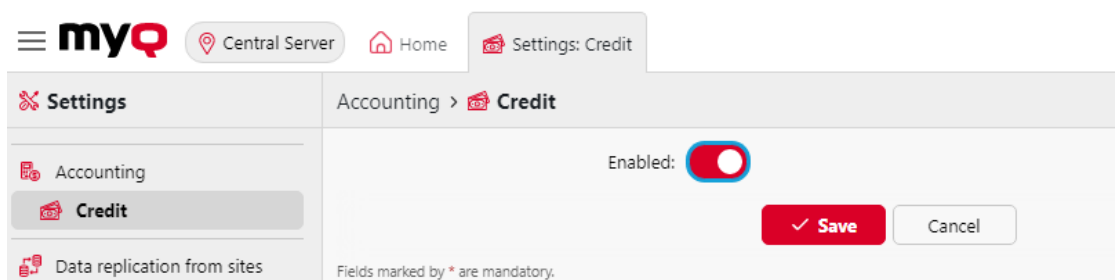 myQ Central Server Home Settings: Credit
Settings Accounting > Credit
Enabled:
Accounting
Credit
Save Cancel
Data replication from sites
Fields marked by * are mandatory.